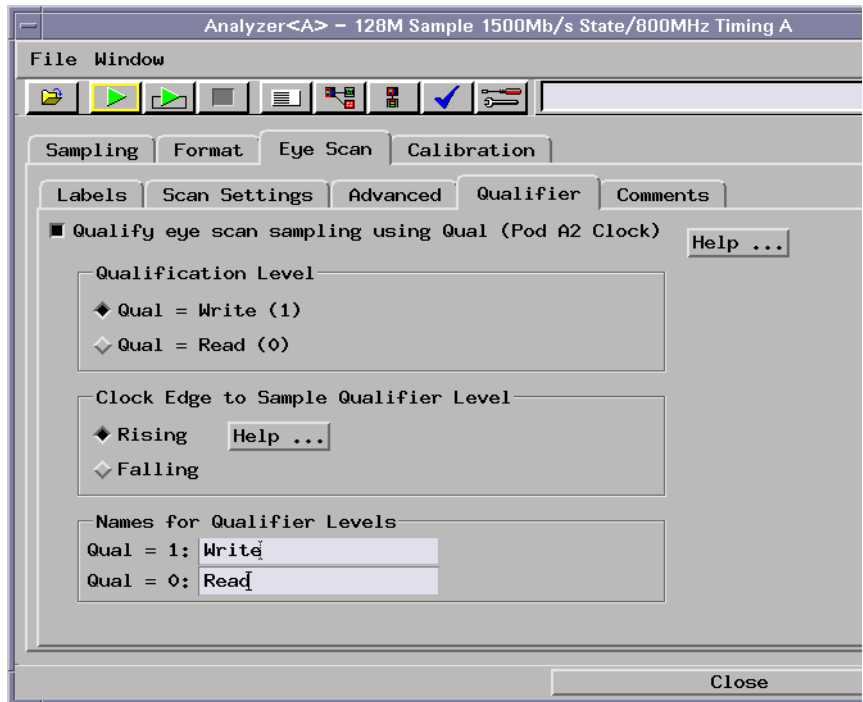 Analyzer<A> - 128M Sample 1500Mb/s State/800MHz Timing A
File Window
Sampling Format Eye Scan Calibration
Labels Scan Settings Advanced Qualifier Comments
Qualify eye scan sampling using Qual (Pod A2 Clock) Help ...
Qualification Level
Qual = Write (1)
Qual = Read (0)
Clock Edge to Sample Qualifier Level
Rising Help ...
Falling
Names for Qualifier Levels
Qual = 1: Write
Qual = 0: Read
Close